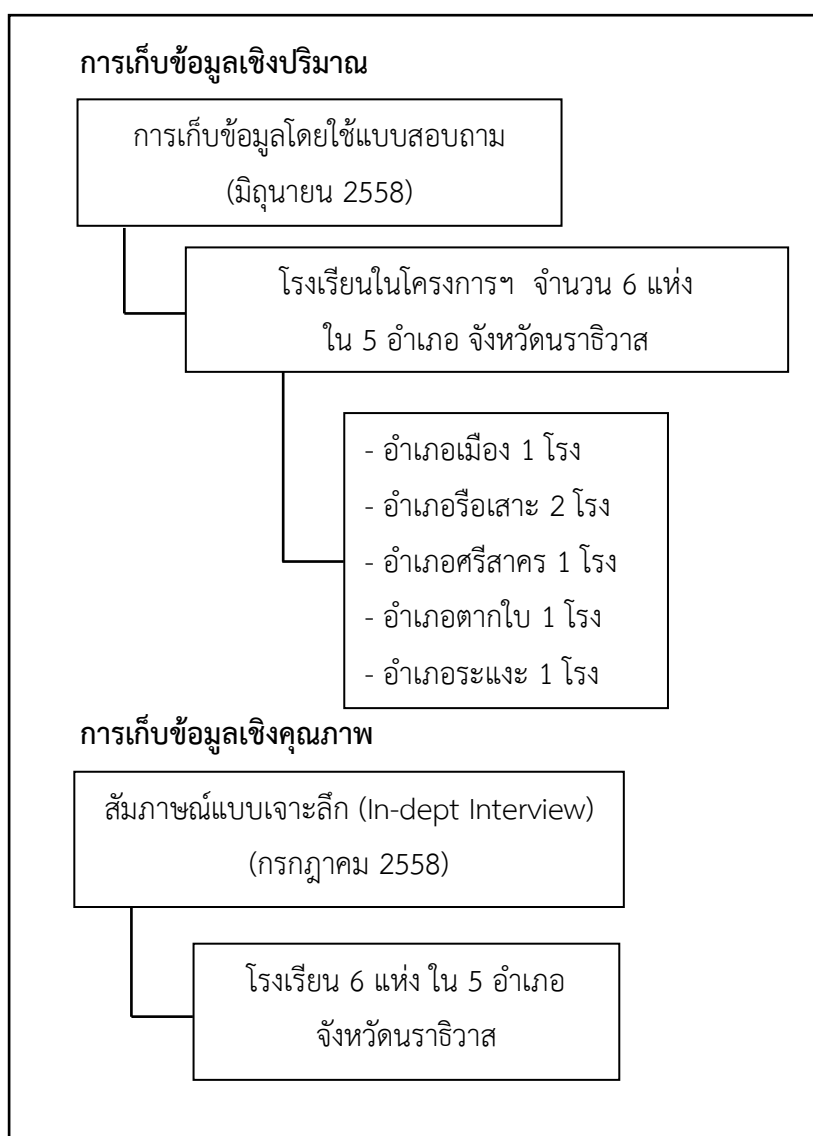 การเก็บข้อมูลเชิงปริมาณ
การเก็บข้อมูลโดยใช้แบบสอบถาม
(มิถุนายน 2558)
โรงเรียนในโครงการฯ จำนวน 6 แห่ง
ใน 5 อำเภอ จังหวัดนราธิวาส
- อำเภอเมือง 1 โรง
- อำเภอรือเสาะ 2 โรง
- อำเภอศรีสาคร 1 โรง
- อำเภอตากใบ 1 โรง
- อำเภอระแงะ 1 โรง
การเก็บข้อมูลเชิงคุณภาพ
สัมภาษณ์แบบเจาะลึก (In-dept Interview)
(กรกฎาคม 2558)
โรงเรียน 6 แห่ง ใน 5 อำเภอ
จังหวัดนราธิวาส